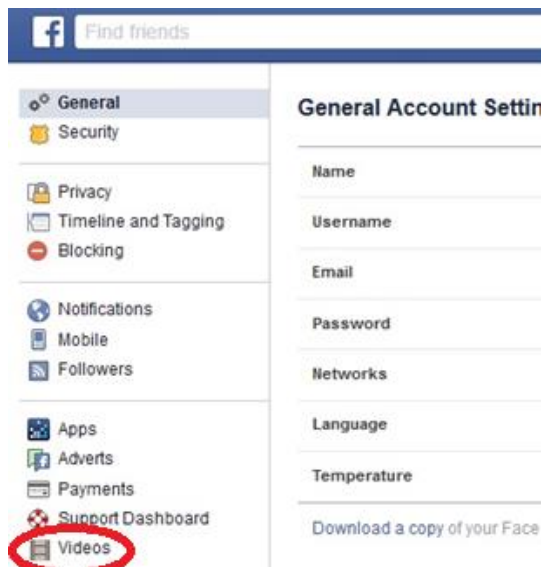 f Find friends
General
Security
Privacy
Timeline and Tagging
Blocking
Notifications
Mobile
Followers
Apps
Adverts
Payments
Support Dashboard
Videos
General Account Settin
Name
Username
Email
Password
Networks
Language
Temperature
Download a copy of your Face